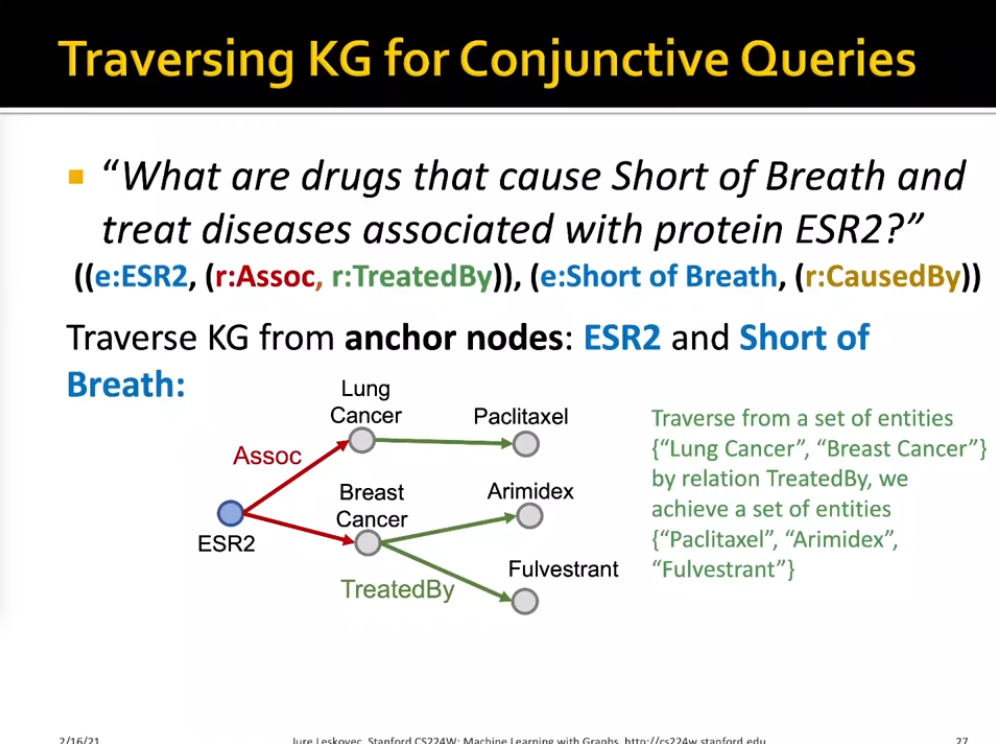 Traversing KG for Conjunctive Queries
“What are drugs that cause Short of Breath and
treat diseases associated with protein ESR2?”
((e:ESR2, (r:Assoc, r:TreatedBy)), (e:Short of Breath, (r:CausedBy))
Traverse KG from anchor nodes: ESR2 and Short of
Breath:
Lung
Cancer
Paclitaxel
Assoc
Breast
Cancer
Arimidex
ESR2
Fulvestrant
TreatedBy
Traverse from a set of entities
{“Lung Cancer”, “Breast Cancer”}
by relation TreatedBy, we
achieve a set of entities
{“Paclitaxel”, “Arimidex”,
“Fulvestrant”}
2/16/21
Jure Leskovec, Stanford CS224W: Machine Learning with Graphs, http://cs224w.stanford.edu
27